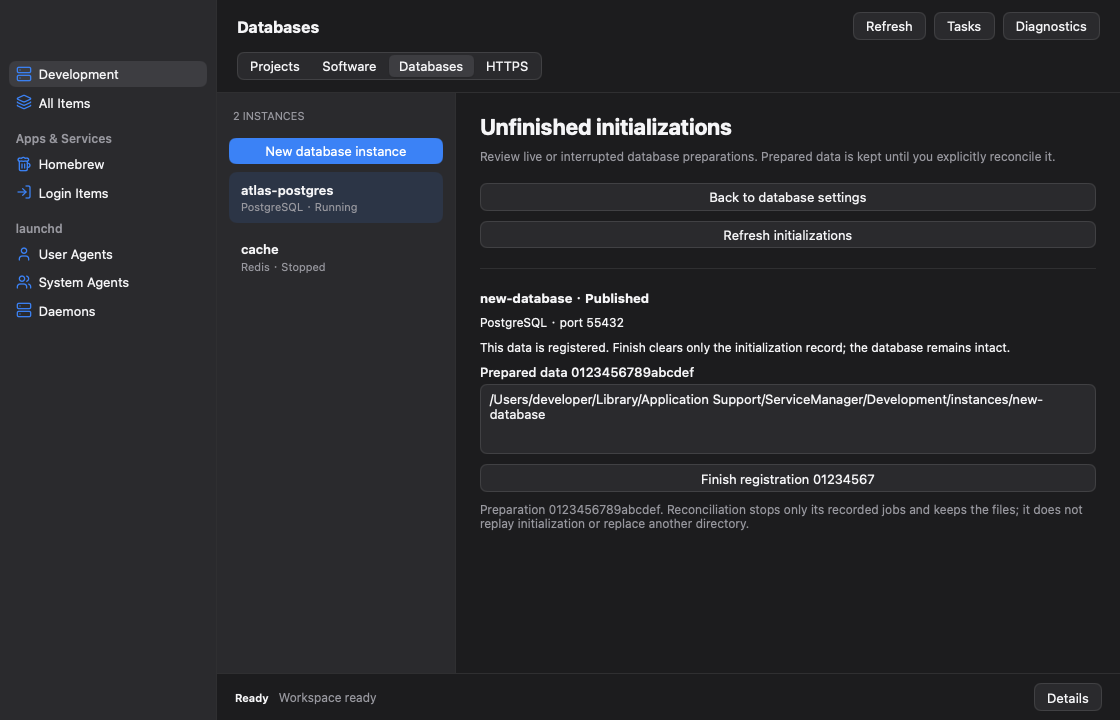 Databases
Refresh
Tasks
Diagnostics
Projects
Software
Databases
HTTPS
Development
All Items
Apps & Services
Homebrew
Login Items
launchd
User Agents
System Agents
Daemons
2 INSTANCES
New database instance
atlas-postgres
PostgreSQL · Running
cache
Redis · Stopped
Unfinished initializations
Review live or interrupted database preparations. Prepared data is kept until you explicitly reconcile it.
Back to database settings
Refresh initializations
new-database · Published
PostgreSQL · port 55432
This data is registered. Finish clears only the initialization record; the database remains intact.
Prepared data 0123456789abcdef
/Users/developer/Library/Application Support/ServiceManager/Development/instances/new-
database
Finish registration 01234567
Preparation 0123456789abcdef. Reconciliation stops only its recorded jobs and keeps the files; it does not
replay initialization or replace another directory.
Ready
Workspace ready
Details